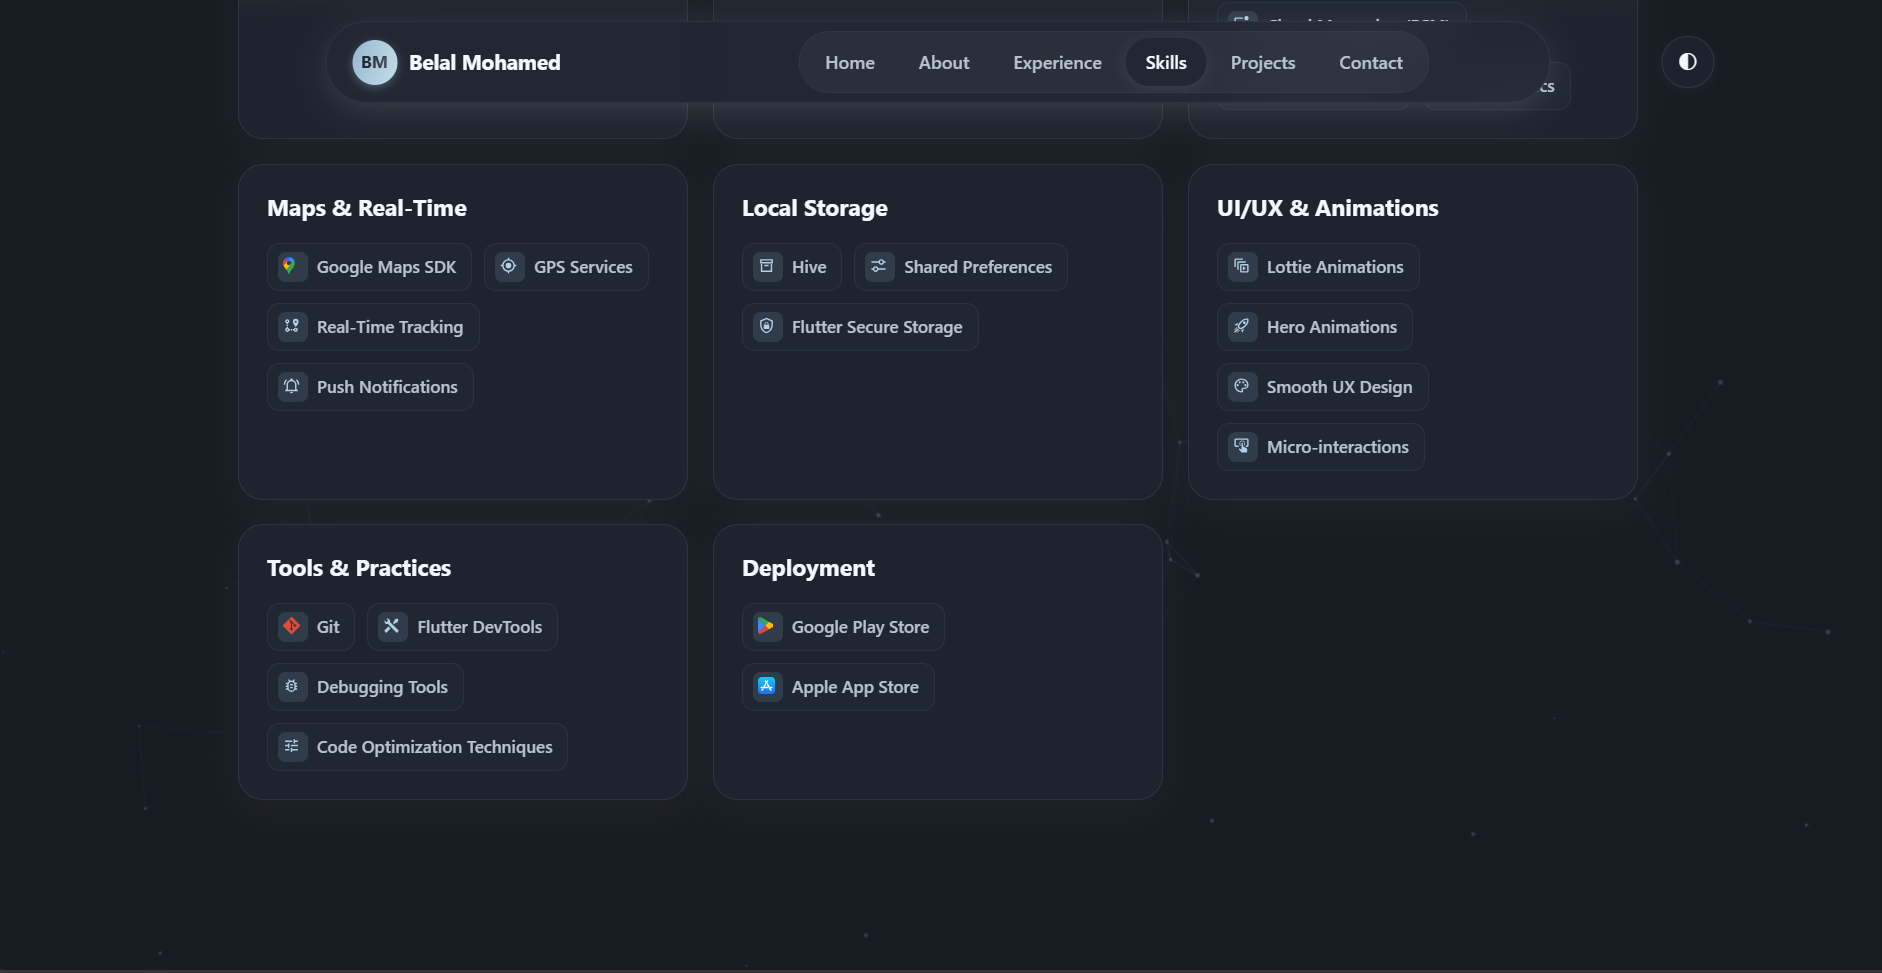 BM Belal Mohamed
Home About Experience Skills Projects Contact
Maps & Real-Time
Google Maps SDK GPS Services
Real-Time Tracking
Push Notifications
Local Storage
Hive Shared Preferences
Flutter Secure Storage
UI/UX & Animations
Lottie Animations
Hero Animations
Smooth UX Design
Micro-interactions
Tools & Practices
Git Flutter DevTools
Debugging Tools
Code Optimization Techniques
Deployment
Google Play Store
Apple App Store